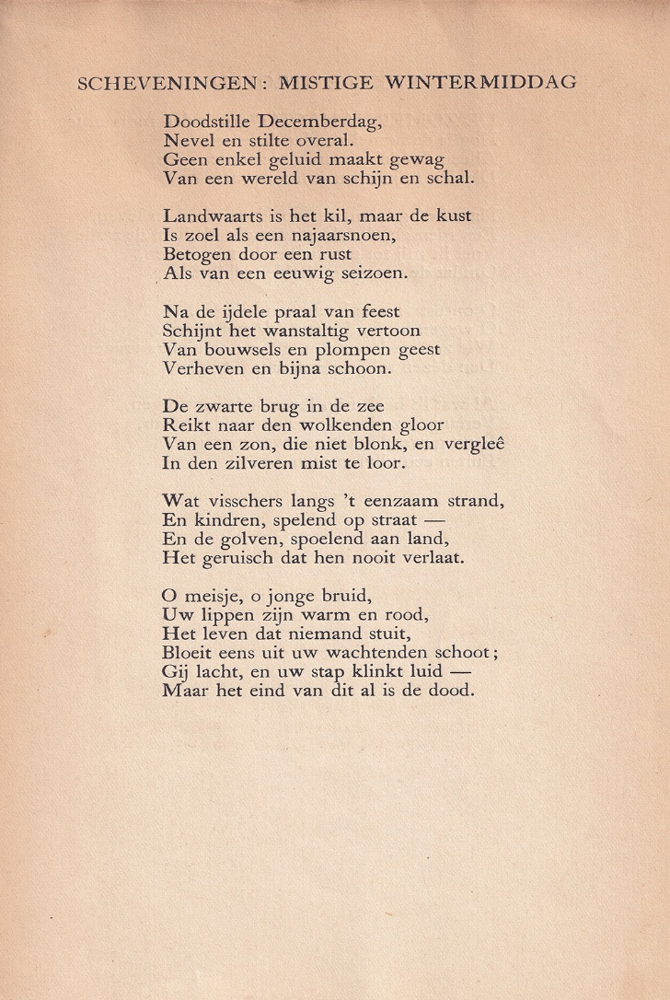 SCHEVENINGEN: MISTIGE WINTERMIDDAG
Doodstille Decemberdag,
Nevel en stilte overal.
Geen enkel geluid maakt gewag
Van een wereld van schijn en schal.
Landwaarts is het kil, maar de kust
Is zoel als een najaarsnoen,
Betogen door een rust
Als van een eeuwig seizoen.
Na de ijdele praal van feest
Schijnt het wanstaltig vertoon
Van bouwsels en plompen geest
Verheven en bijna schoon.
De zwarte brug in de zee
Reikt naar den wolkenden gloor
Van een zon, die niet blonk, en vergleê
In den zilveren mist te loor.
Wat visschers langs 't eenzaam strand,
En kindren, spelend op straat —
En de golven, spoelend aan land,
Het geruisch dat hen nooit verlaat.
O meisje, o jonge bruid,
Uw lippen zijn warm en rood,
Het leven dat niemand stuit,
Bloeit eens uit uw wachtenden schoot;
Gij lacht, en uw stap klinkt luid —
Maar het eind van dit al is de dood.